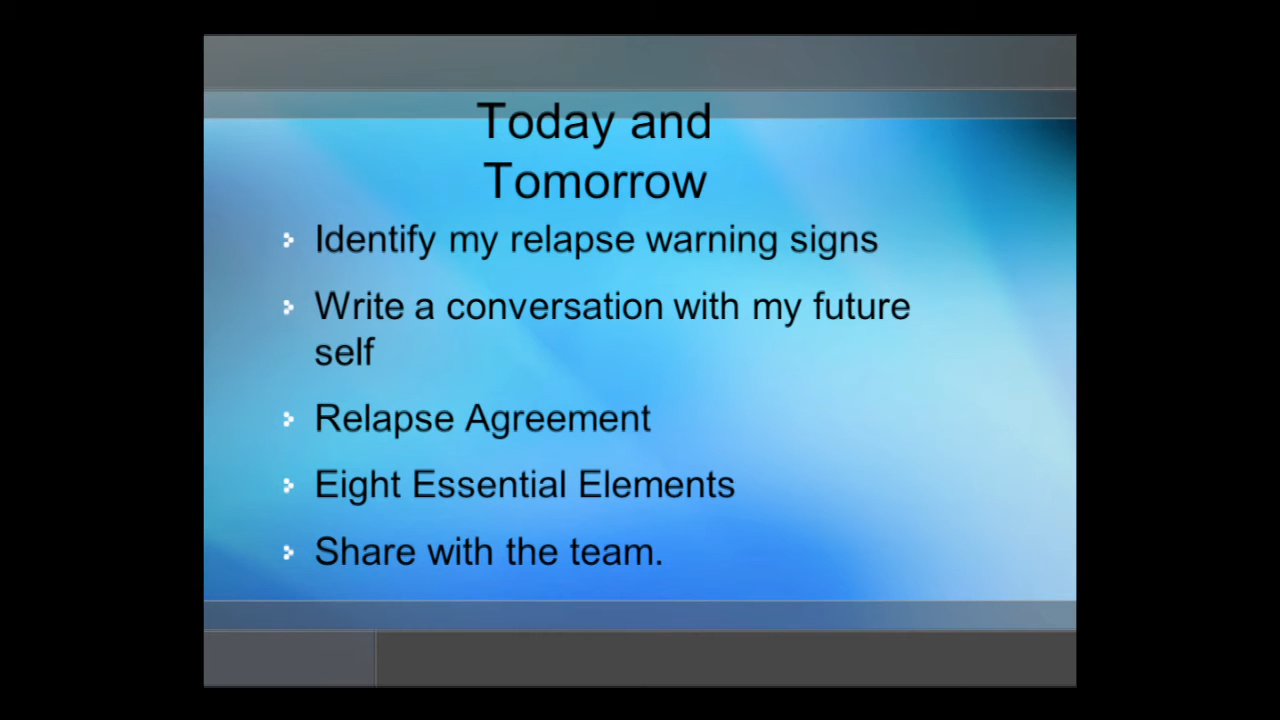 Today and
Tomorrow
Identify my relapse warning signs
Write a conversation with my future
self
Relapse Agreement
Eight Essential Elements
Share with the team.